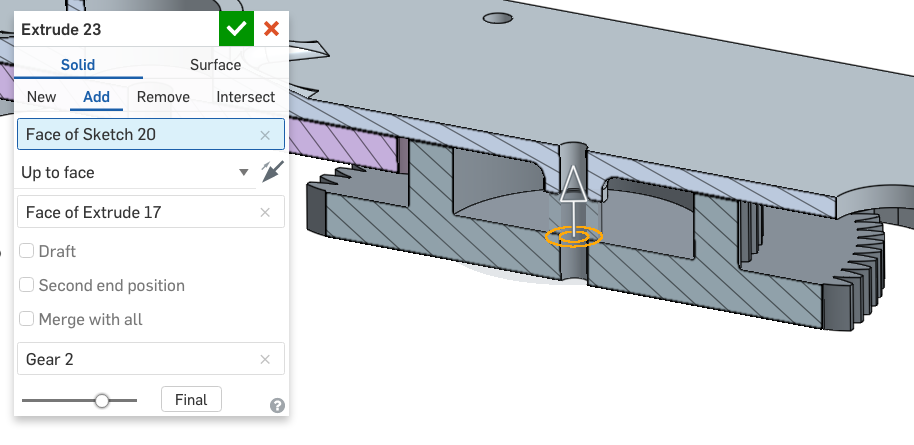 Extrude 23
Solid Surface
New Add Remove Intersect
Face of Sketch 20
Up to face
Face of Extrude 17
Draft
Second end position
Merge with all
Gear 2
Final